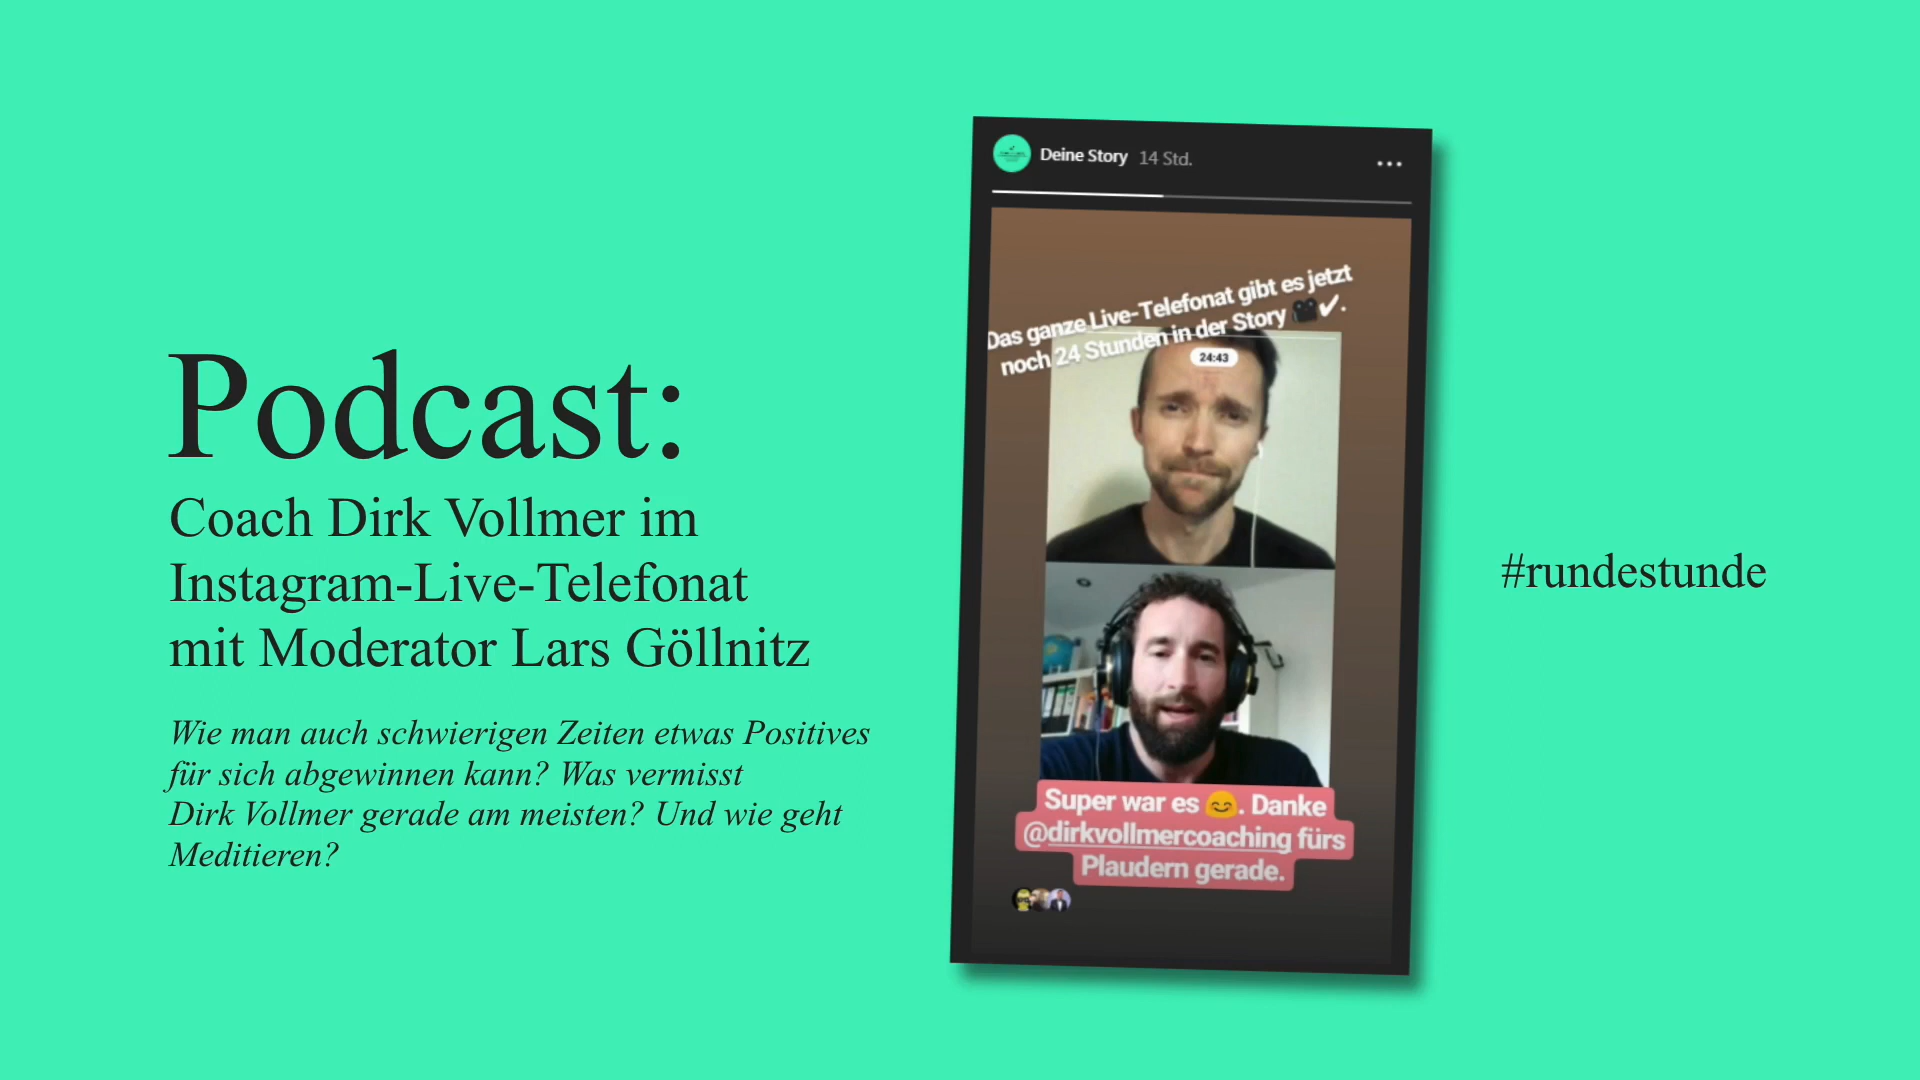 Podcast:
Coach Dirk Vollmer im
Instagram-Live-Telefonat
mit Moderator Lars Göllnitz
Wie man auch schwierigen Zeiten etwas Positives
für sich abgewinnen kann? Was vermisst
Dirk Vollmer gerade am meisten? Und wie geht
Meditieren?
Deine Story 14 Std.
Das ganze Live-Telefonat gibt es jetzt
noch 24 Stunden in der Story 🎥✔.
24:43
Super war es 😊. Danke
@dirkvollmercoaching fürs
Plaudern gerade.
#rundestunde